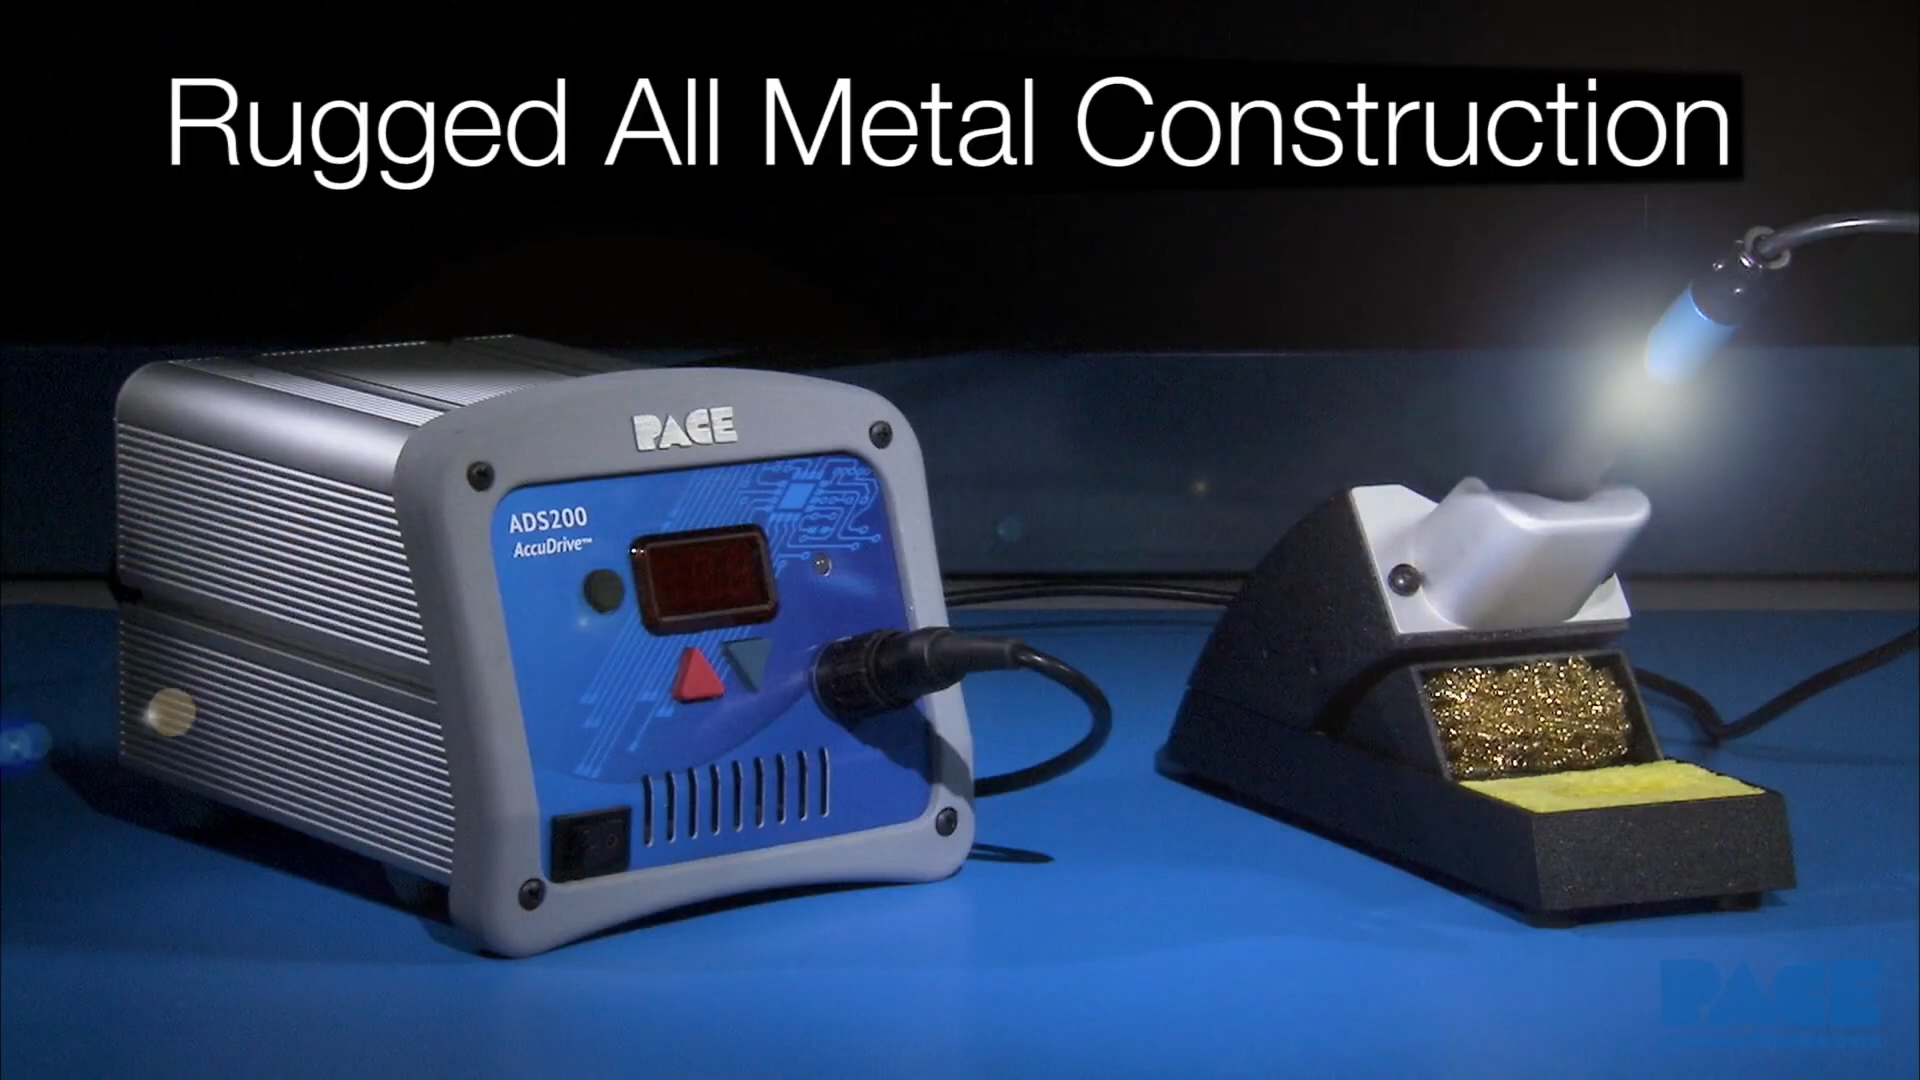 Rugged All Metal Construction
PACE
ADS200
AccuDrive™
PACE